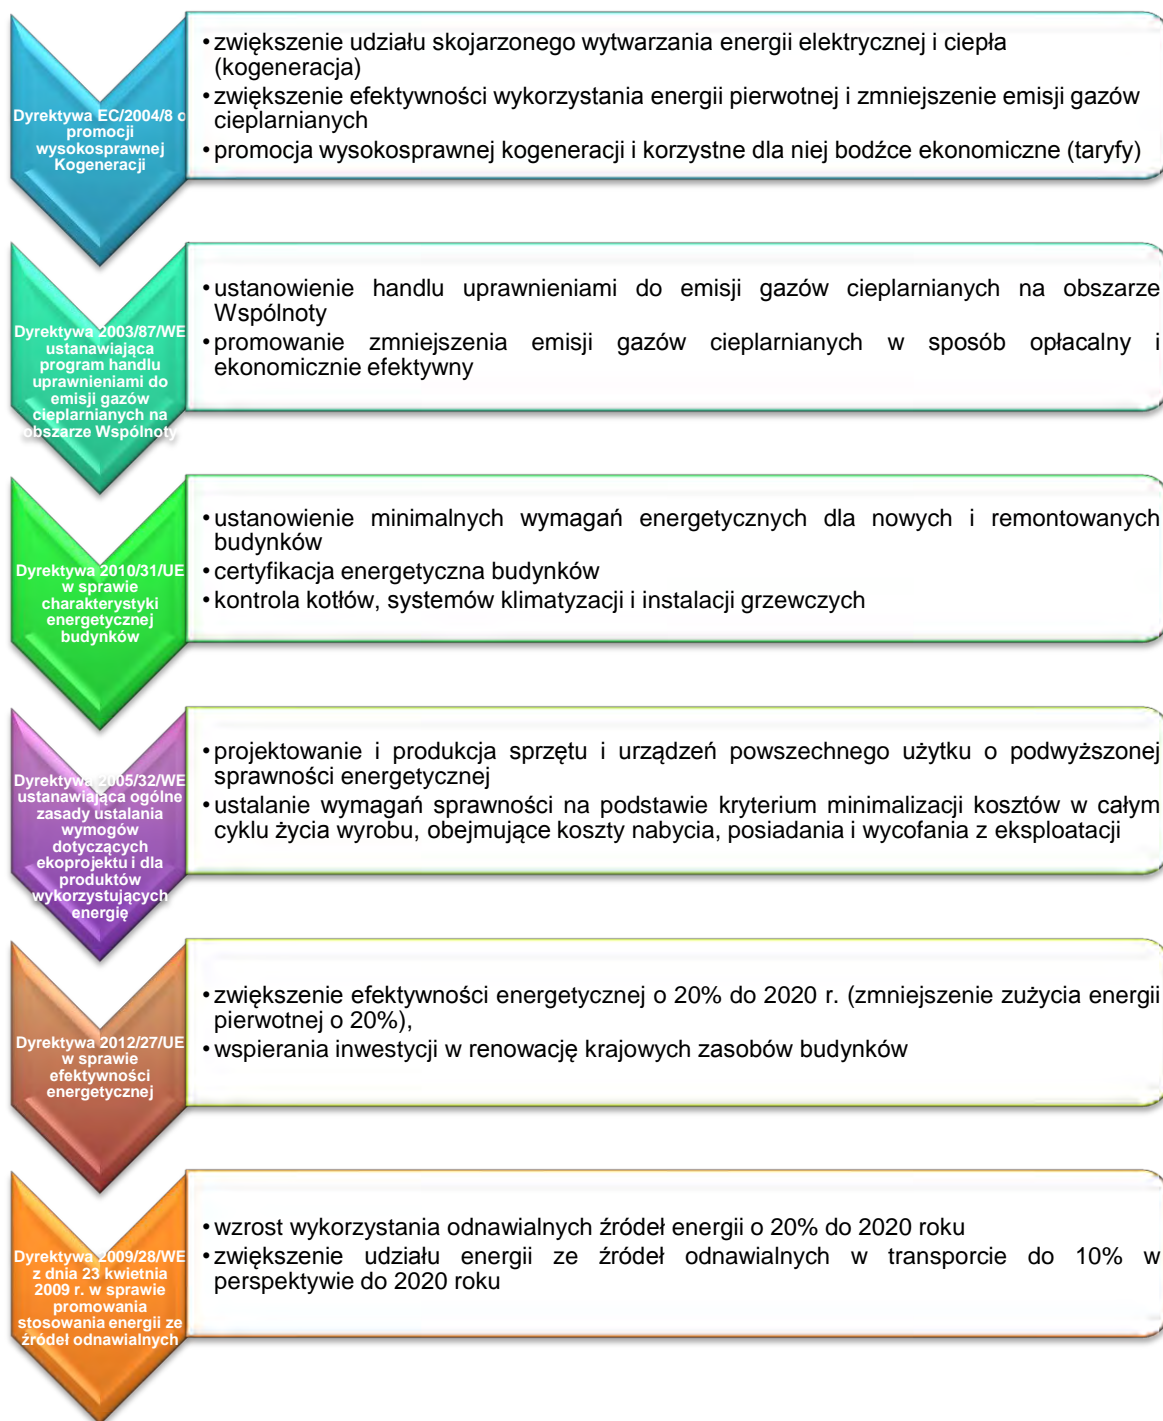 Dyrektywa EC/2004/8 o
promocji
wysokosprawnej
Kogeneracji
• zwiększenie udziału skojarzonego wytwarzania energii elektrycznej i ciepła
(kogeneracja)
• zwiększenie efektywności wykorzystania energii pierwotnej i zmniejszenie emisji gazów
cieplarnianych
• promocja wysokosprawnej kogeneracji i korzystne dla niej bodźce ekonomiczne (taryfy)
Dyrektywa 2003/87/WE
ustanawiająca
program handlu
uprawnieniami do
emisji gazów
cieplarnianych na
obszarze Wspólnoty
• ustanowienie handlu uprawnieniami do emisji gazów cieplarnianych na obszarze
Wspólnoty
• promowanie zmniejszenia emisji gazów cieplarnianych w sposób opłacalny i
ekonomicznie efektywny
Dyrektywa 2010/31/UE
w sprawie
charakterystyki
energetycznej
budynków
• ustanowienie minimalnych wymagań energetycznych dla nowych i remontowanych
budynków
• certyfikacja energetyczna budynków
• kontrola kotłów, systemów klimatyzacji i instalacji grzewczych
Dyrektywa 2005/32/WE
ustanawiająca ogólne
zasady ustalania
wymogów
dotyczących
ekoprojektu i dla
produktów
wykorzystujących
energię
• projektowanie i produkcja sprzętu i urządzeń powszechnego użytku o podwyższonej
sprawności energetycznej
• ustalanie wymagań sprawności na podstawie kryterium minimalizacji kosztów w całym
cyklu życia wyrobu, obejmujące koszty nabycia, posiadania i wycofania z eksploatacji
Dyrektywa 2012/27/UE
w sprawie
efektywności
energetycznej
• zwiększenie efektywności energetycznej o 20% do 2020 r. (zmniejszenie zużycia energii
pierwotnej o 20%),
• wspierania inwestycji w renowację krajowych zasobów budynków
Dyrektywa 2009/28/WE
z dnia 23 kwietnia
2009 r. w sprawie
promowania
stosowania energii ze
źródeł odnawialnych
• wzrost wykorzystania odnawialnych źródeł energii o 20% do 2020 roku
• zwiększenie udziału energii ze źródeł odnawialnych w transporcie do 10% w
perspektywie do 2020 roku